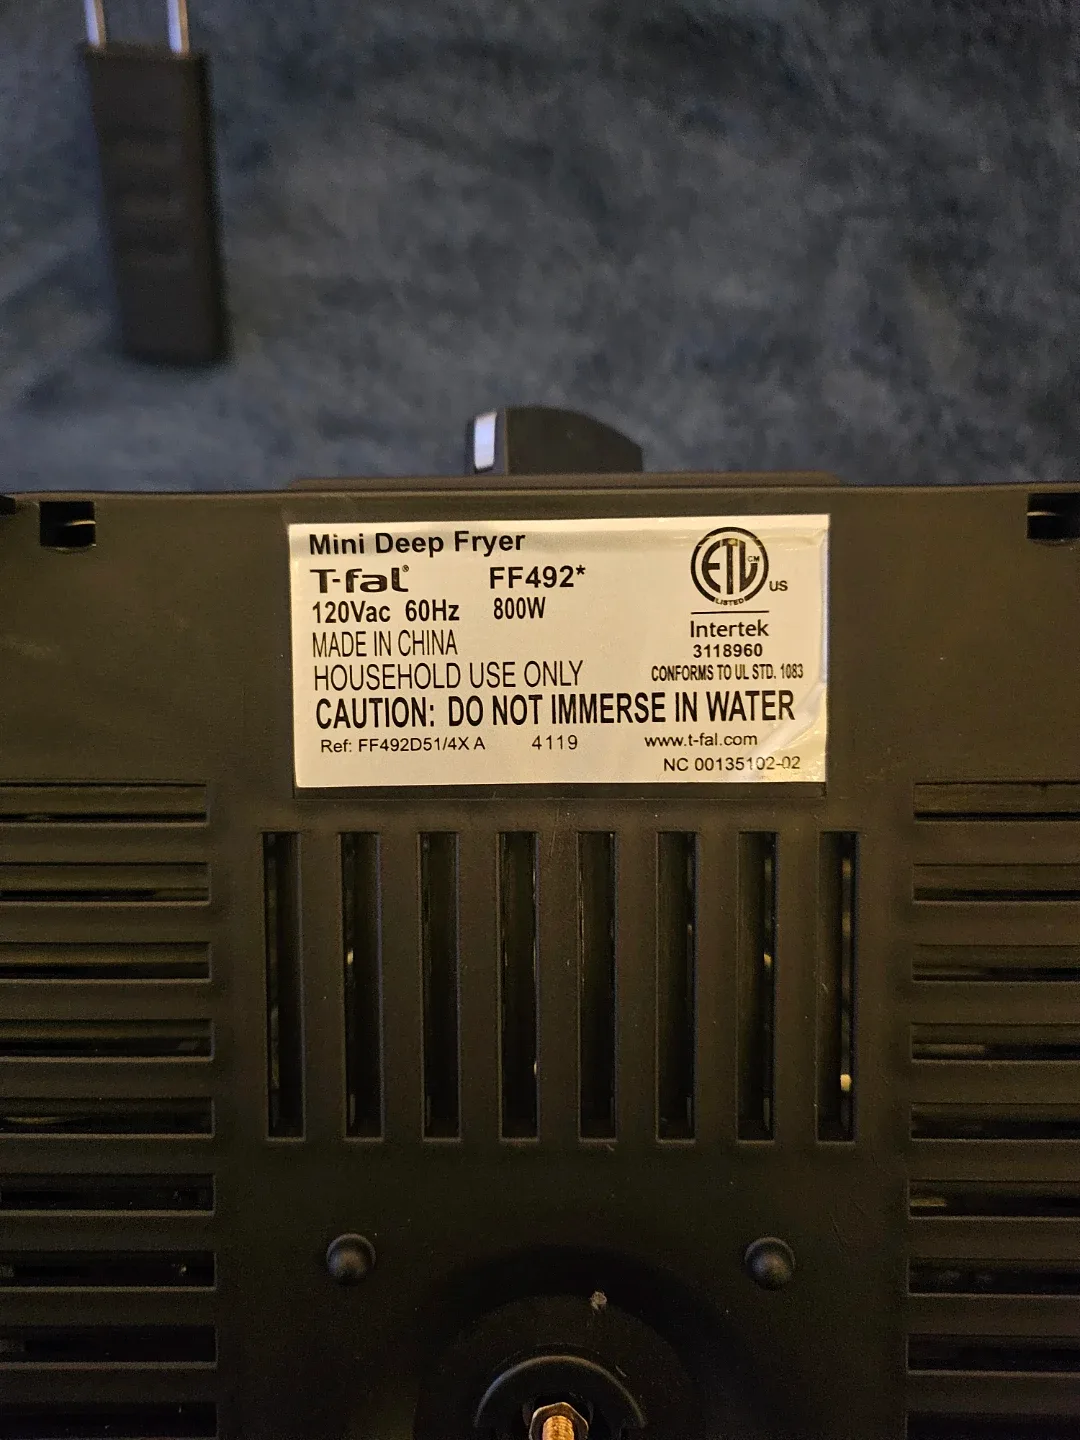 Mini Deep Fryer
T-fal® FF492*
120Vac 60Hz 800W
MADE IN CHINA
HOUSEHOLD USE ONLY
CAUTION: DO NOT IMMERSE IN WATER
Ref: FF492D51/4X A 4119 www.t-fal.com
NC 00135102-02
ETL CM
US
LISTED
Intertek
3118960
CONFORMS TO UL STD. 1083